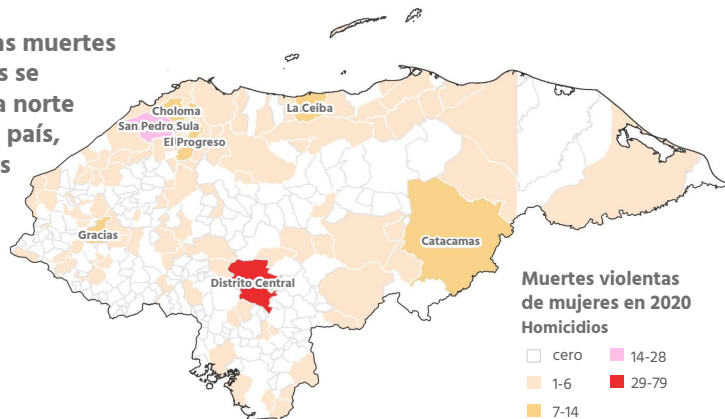 as muertes
s se
a norte
país,
s
Choloma
San Pedro Sula
El Progreso
La Ceiba
Gracias
Catacamas
Distrito Central
Muertes violentas
de mujeres en 2020
Homicidios
cero
1-6
7-14
14-28
29-79